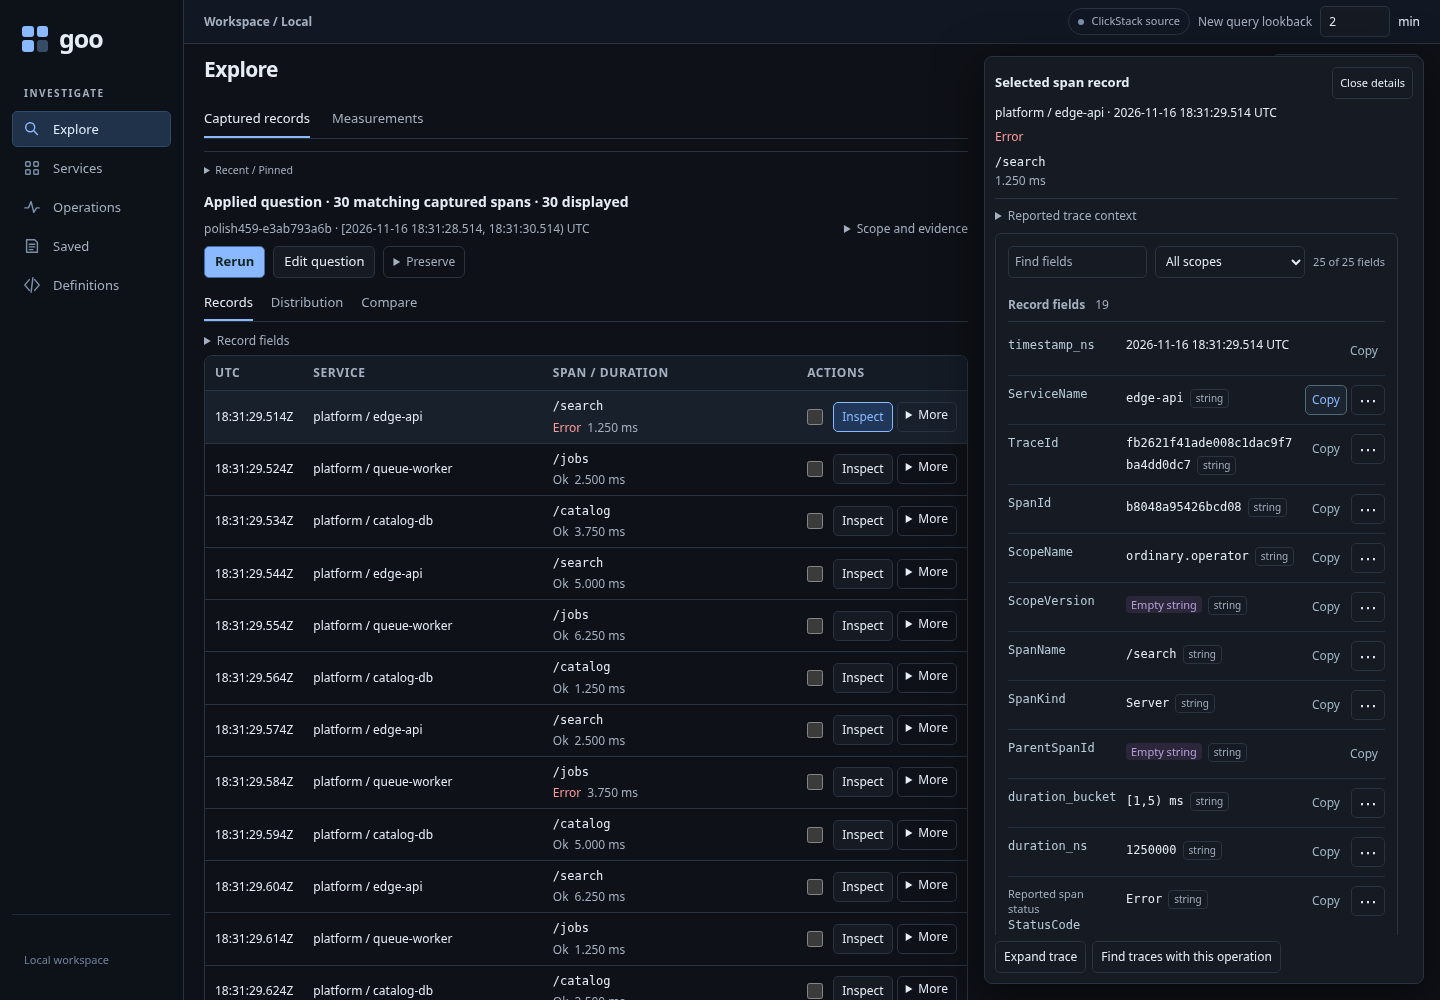 goo
INVESTIGATE
Explore
Services
Operations
Saved
Definitions
Local workspace
Workspace / Local
ClickStack source
New query lookback
2
min
Explore
Captured records
Measurements
Recent / Pinned
Applied question · 30 matching captured spans · 30 displayed
polish459-e3ab793a6b · [2026-11-16 18:31:28.514, 18:31:30.514) UTC
Scope and evidence
Rerun
Edit question
Preserve
Records
Distribution
Compare
Record fields
UTC SERVICE SPAN / DURATION ACTIONS
18:31:29.514Z platform / edge-api /search Inspect More
Error 1.250 ms
18:31:29.524Z platform / queue-worker /jobs Inspect More
Ok 2.500 ms
18:31:29.534Z platform / catalog-db /catalog Inspect More
Ok 3.750 ms
18:31:29.544Z platform / edge-api /search Inspect More
Ok 5.000 ms
18:31:29.554Z platform / queue-worker /jobs Inspect More
Ok 6.250 ms
18:31:29.564Z platform / catalog-db /catalog Inspect More
Ok 1.250 ms
18:31:29.574Z platform / edge-api /search Inspect More
Ok 2.500 ms
18:31:29.584Z platform / queue-worker /jobs Inspect More
Error 3.750 ms
18:31:29.594Z platform / catalog-db /catalog Inspect More
Ok 5.000 ms
18:31:29.604Z platform / edge-api /search Inspect More
Ok 6.250 ms
18:31:29.614Z platform / queue-worker /jobs Inspect More
Ok 1.250 ms
18:31:29.624Z platform / catalog-db /catalog Inspect More
Selected span record
Close details
platform / edge-api · 2026-11-16 18:31:29.514 UTC
Error
/search
1.250 ms
Reported trace context
Find fields
All scopes
25 of 25 fields
Record fields 19
timestamp_ns 2026-11-16 18:31:29.514 UTC Copy
ServiceName edge-api string Copy ...
TraceId fb2621f41ade008c1dac9f7 Copy ...
ba4dd0dc7 string
SpanId b8048a95426bcd08 string Copy ...
ScopeName ordinary.operator string Copy ...
ScopeVersion Empty string string Copy ...
SpanName /search string Copy ...
SpanKind Server string Copy ...
ParentSpanId Empty string string Copy
duration_bucket [1,5) ms string Copy ...
duration_ns 1250000 string Copy ...
Reported span
status
StatusCode Error string Copy ...
Expand trace
Find traces with this operation